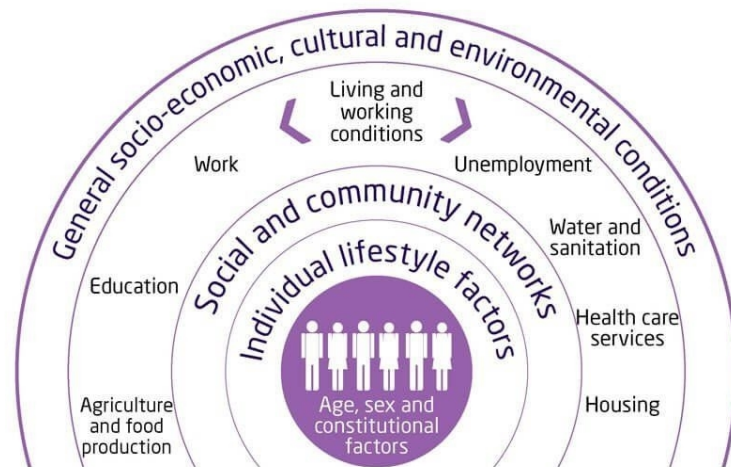 General socio-economic, cultural and environmental conditions
Living and
working
conditions
Work
Unemployment
Social and community networks
Water and
sanitation
Education
Individual lifestyle factors
Health care
services
Agriculture
and food
production
Housing
Age, sex and
constitutional
factors